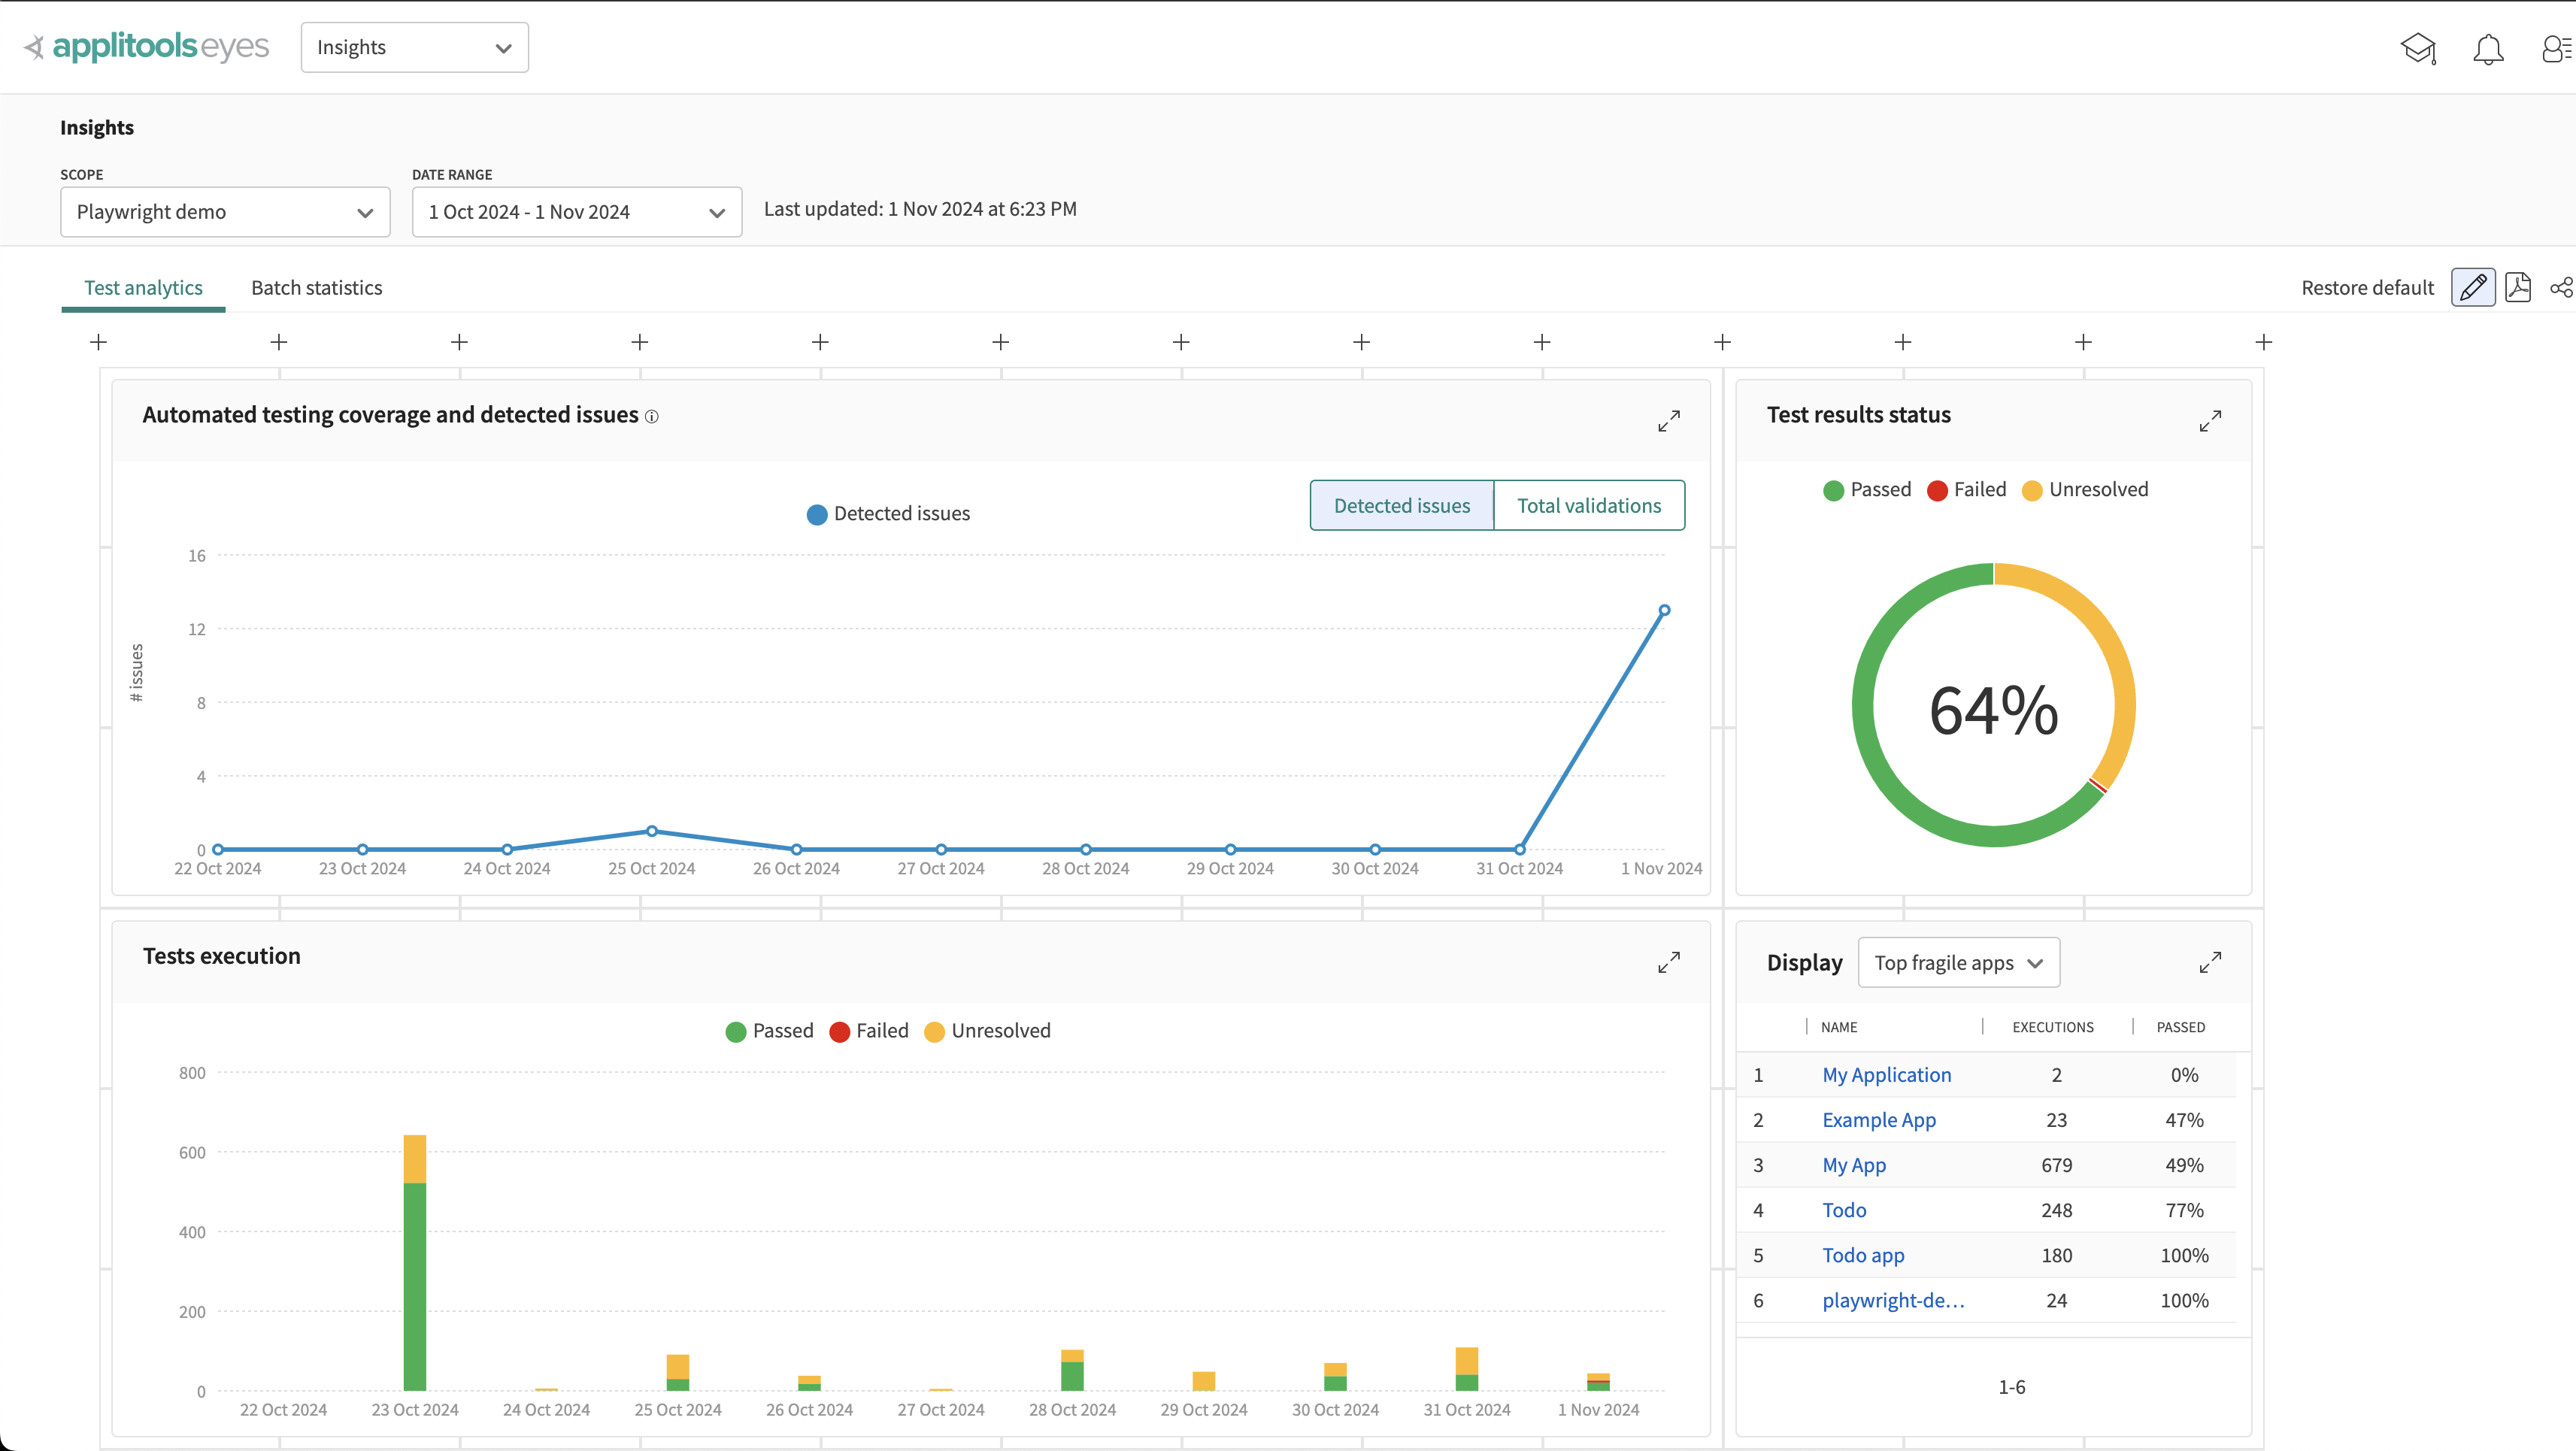 applitools eyes
Insights
Insights
SCOPE
DATE RANGE
Playwright demo
1 Oct 2024 - 1 Nov 2024
Last updated: 1 Nov 2024 at 6:23 PM
Test analytics
Batch statistics
Restore default
Automated testing coverage and detected issues
Detected issues
Detected issues
Total validations
# issues
16
12
8
4
0
22 Oct 2024
23 Oct 2024
24 Oct 2024
25 Oct 2024
26 Oct 2024
27 Oct 2024
28 Oct 2024
29 Oct 2024
30 Oct 2024
31 Oct 2024
1 Nov 2024
Test results status
Passed
Failed
Unresolved
64%
Tests execution
Passed
Failed
Unresolved
800
600
400
200
0
22 Oct 2024
23 Oct 2024
24 Oct 2024
25 Oct 2024
26 Oct 2024
27 Oct 2024
28 Oct 2024
29 Oct 2024
30 Oct 2024
31 Oct 2024
1 Nov 2024
Display
Top fragile apps
NAME EXECUTIONS PASSED
1 My Application 2 0%
2 Example App 23 47%
3 My App 679 49%
4 Todo 248 77%
5 Todo app 180 100%
6 playwright-de... 24 100%
1-6